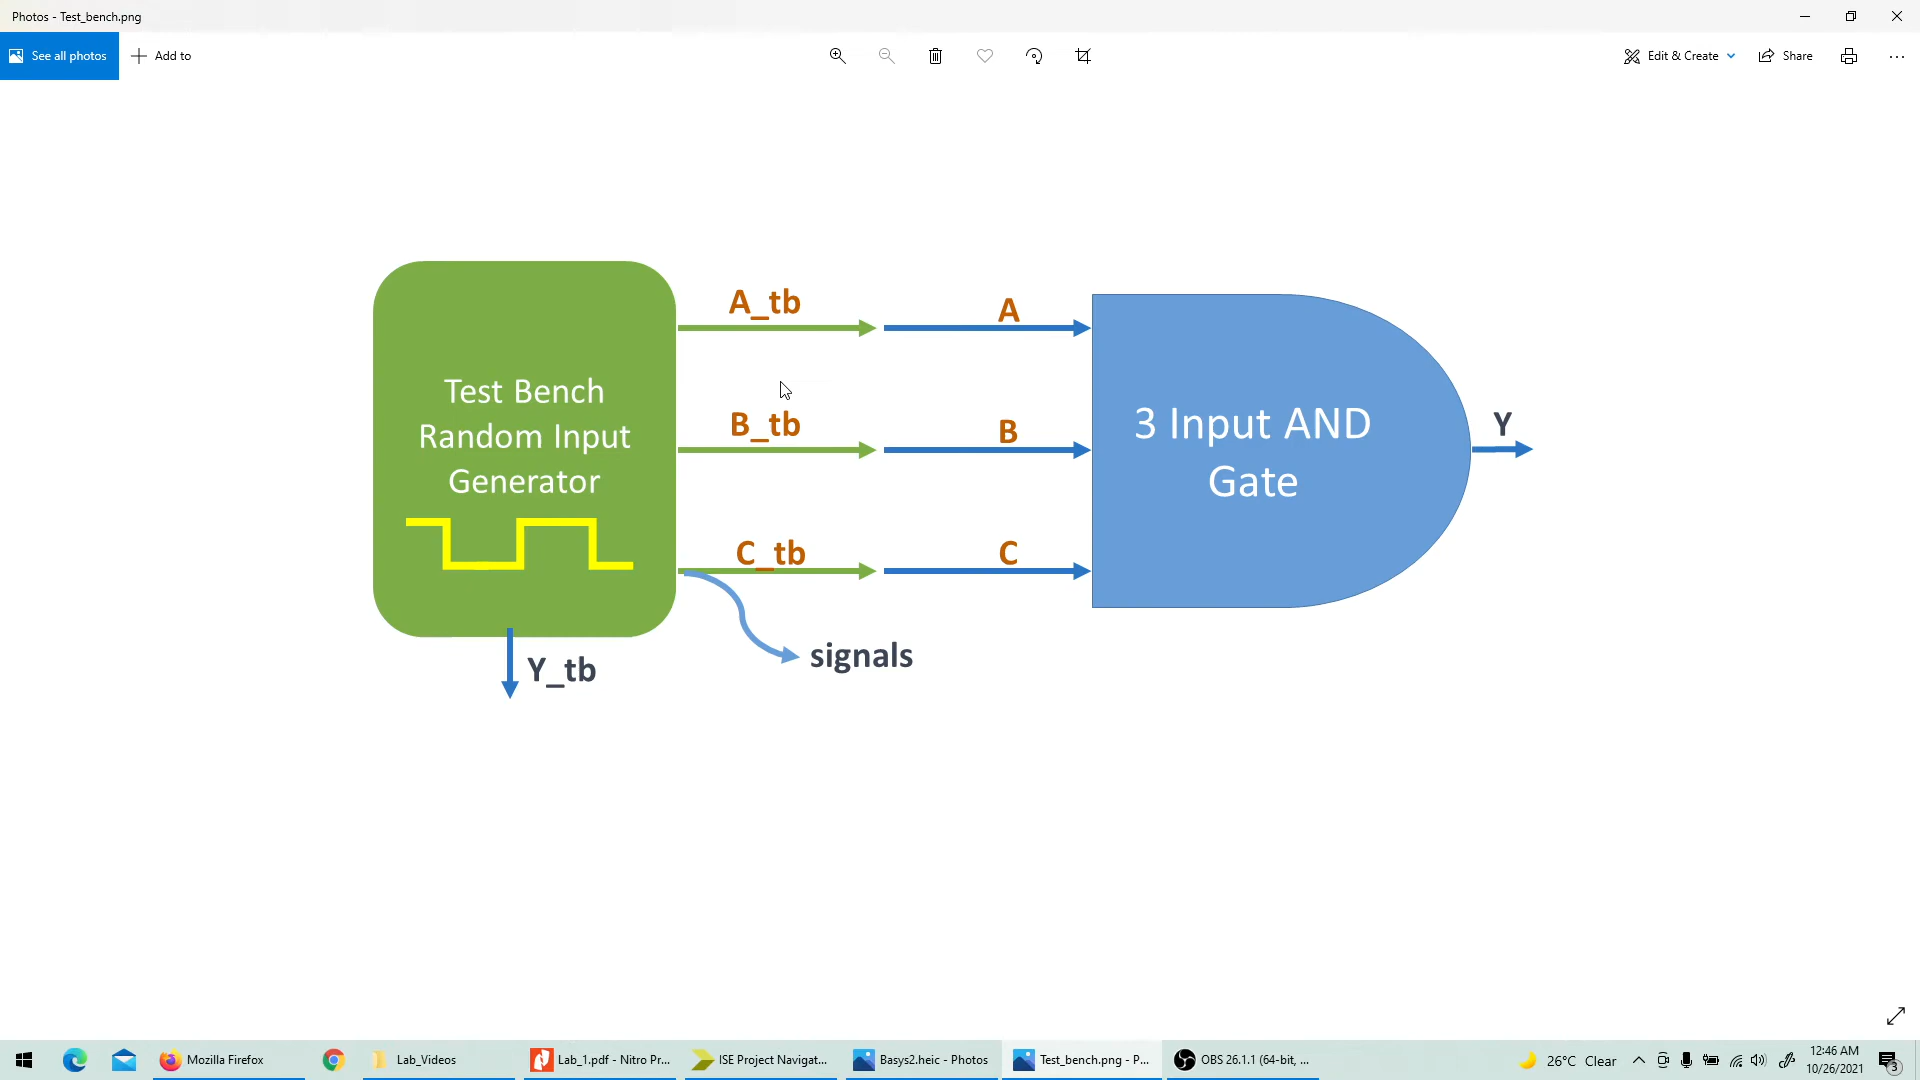 Photos - Test_bench.png
See all photos
Add to
Edit & Create
Share
A_tb
A
Test Bench
Random Input
Generator
B_tb
B
3 Input AND
Gate
Y
C_tb
C
signals
Y_tb
Mozilla Firefox
Lab_Videos
Lab_1.pdf - Nitro Pr...
ISE Project Navigat...
Basys2.heic - Photos
Test_bench.png - P...
OBS 26.1.1 (64-bit, ...
26°C Clear
12:46 AM
10/26/2021
3